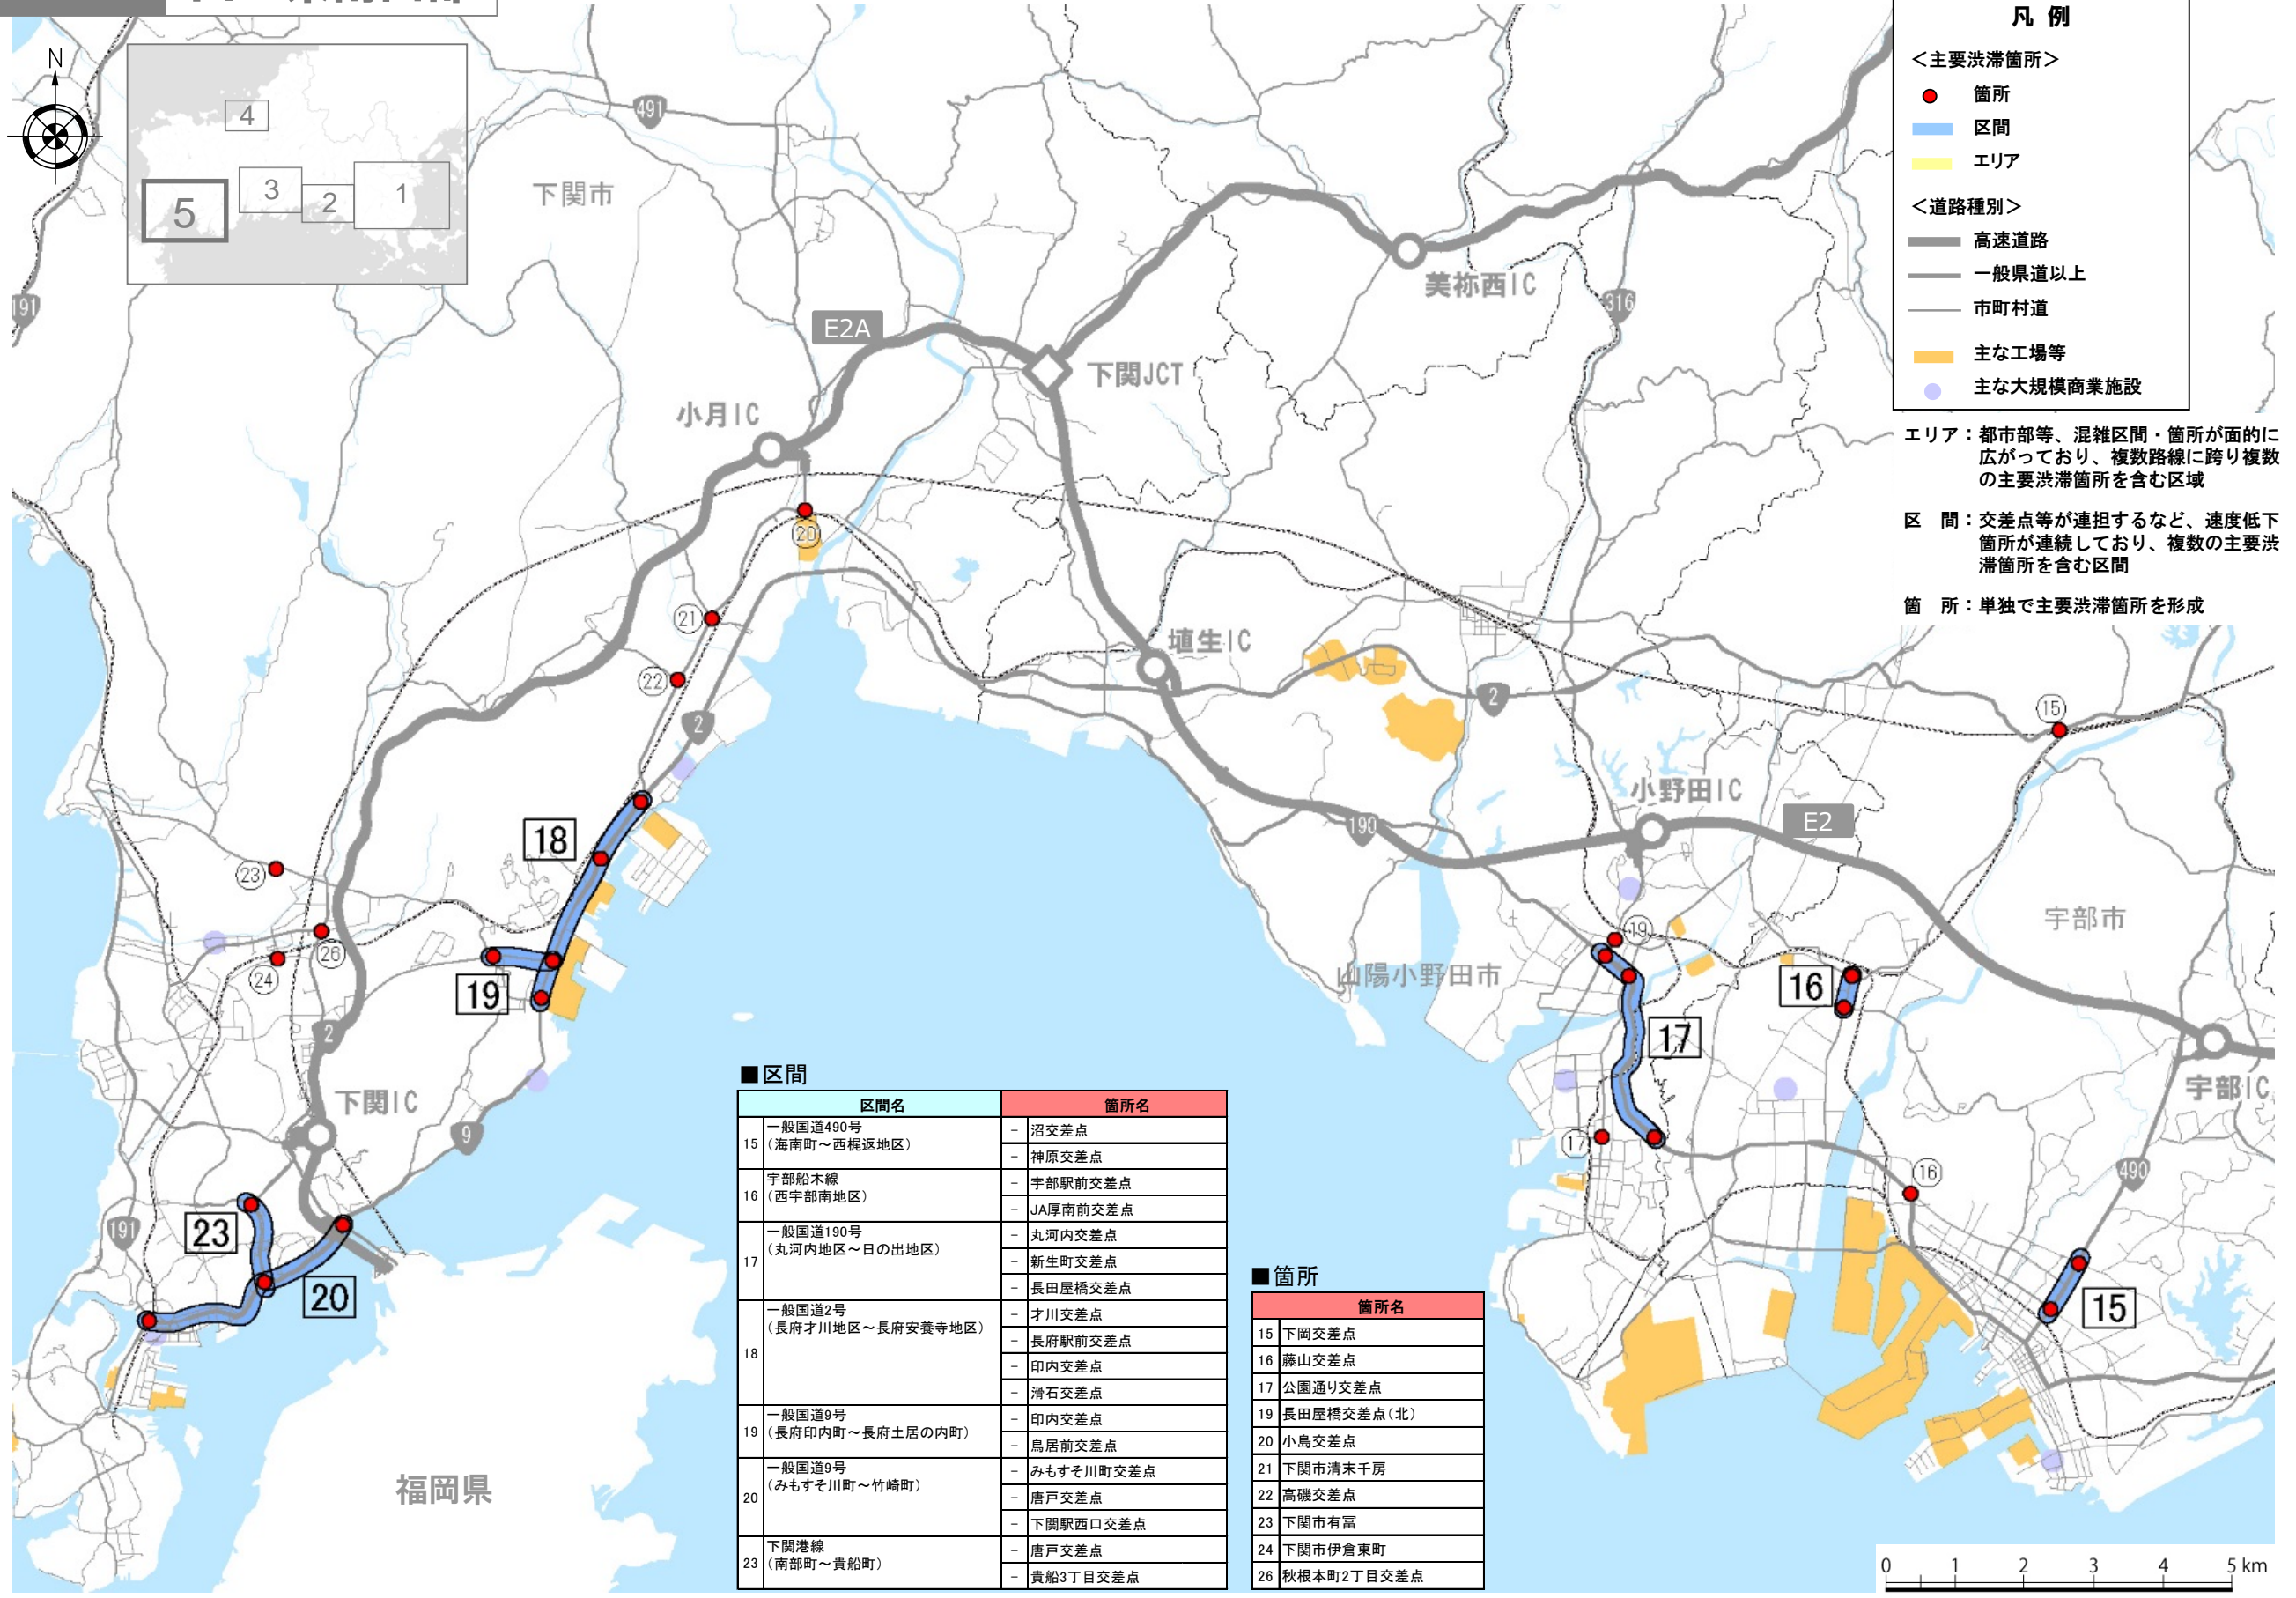 N
4
3
2
1
5
491
191
下関市
E2A
美祢西IC
316
下関JCT
小月IC
20
21
22
2
埴生IC
2
15
小野田IC
E2
190
18
23
26
24
19
2
19
宇部市
山陽小野田市
16
17
宇部IC
下関IC
9
17
16
490
191
23
20
15
福岡県
凡 例
<主要渋滞箇所>
箇所
区間
エリア
<道路種別>
高速道路
一般県道以上
市町村道
主な工場等
主な大規模商業施設
エリア：都市部等、混雑区間・箇所が面的に
広がっており、複数路線に跨り複数
の主要渋滞箇所を含む区域
区　間：交差点等が連担するなど、速度低下
箇所が連続しており、複数の主要渋
滞箇所を含む区間
箇　所：単独で主要渋滞箇所を形成
■区間
区間名 箇所名
15 一般国道490号
（海南町～西梶返地区）
－ 沼交差点
－ 神原交差点
16 宇部船木線
（西宇部南地区）
－ 宇部駅前交差点
－ JA厚南前交差点
17 一般国道190号
（丸河内地区～日の出地区）
－ 丸河内交差点
－ 新生町交差点
－ 長田屋橋交差点
18 一般国道2号
（長府才川地区～長府安養寺地区）
－ 才川交差点
－ 長府駅前交差点
－ 印内交差点
－ 滑石交差点
19 一般国道9号
（長府印内町～長府土居の内町）
－ 印内交差点
－ 鳥居前交差点
20 一般国道9号
（みもすそ川町～竹崎町）
－ みもすそ川町交差点
－ 唐戸交差点
－ 下関駅西口交差点
23 下関港線
（南部町～貴船町）
－ 唐戸交差点
－ 貴船3丁目交差点
■箇所
箇所名
15 下岡交差点
16 藤山交差点
17 公園通り交差点
19 長田屋橋交差点（北）
20 小島交差点
21 下関市清末千房
22 高磯交差点
23 下関市有冨
24 下関市伊倉東町
26 秋根本町2丁目交差点
0 1 2 3 4 5 km